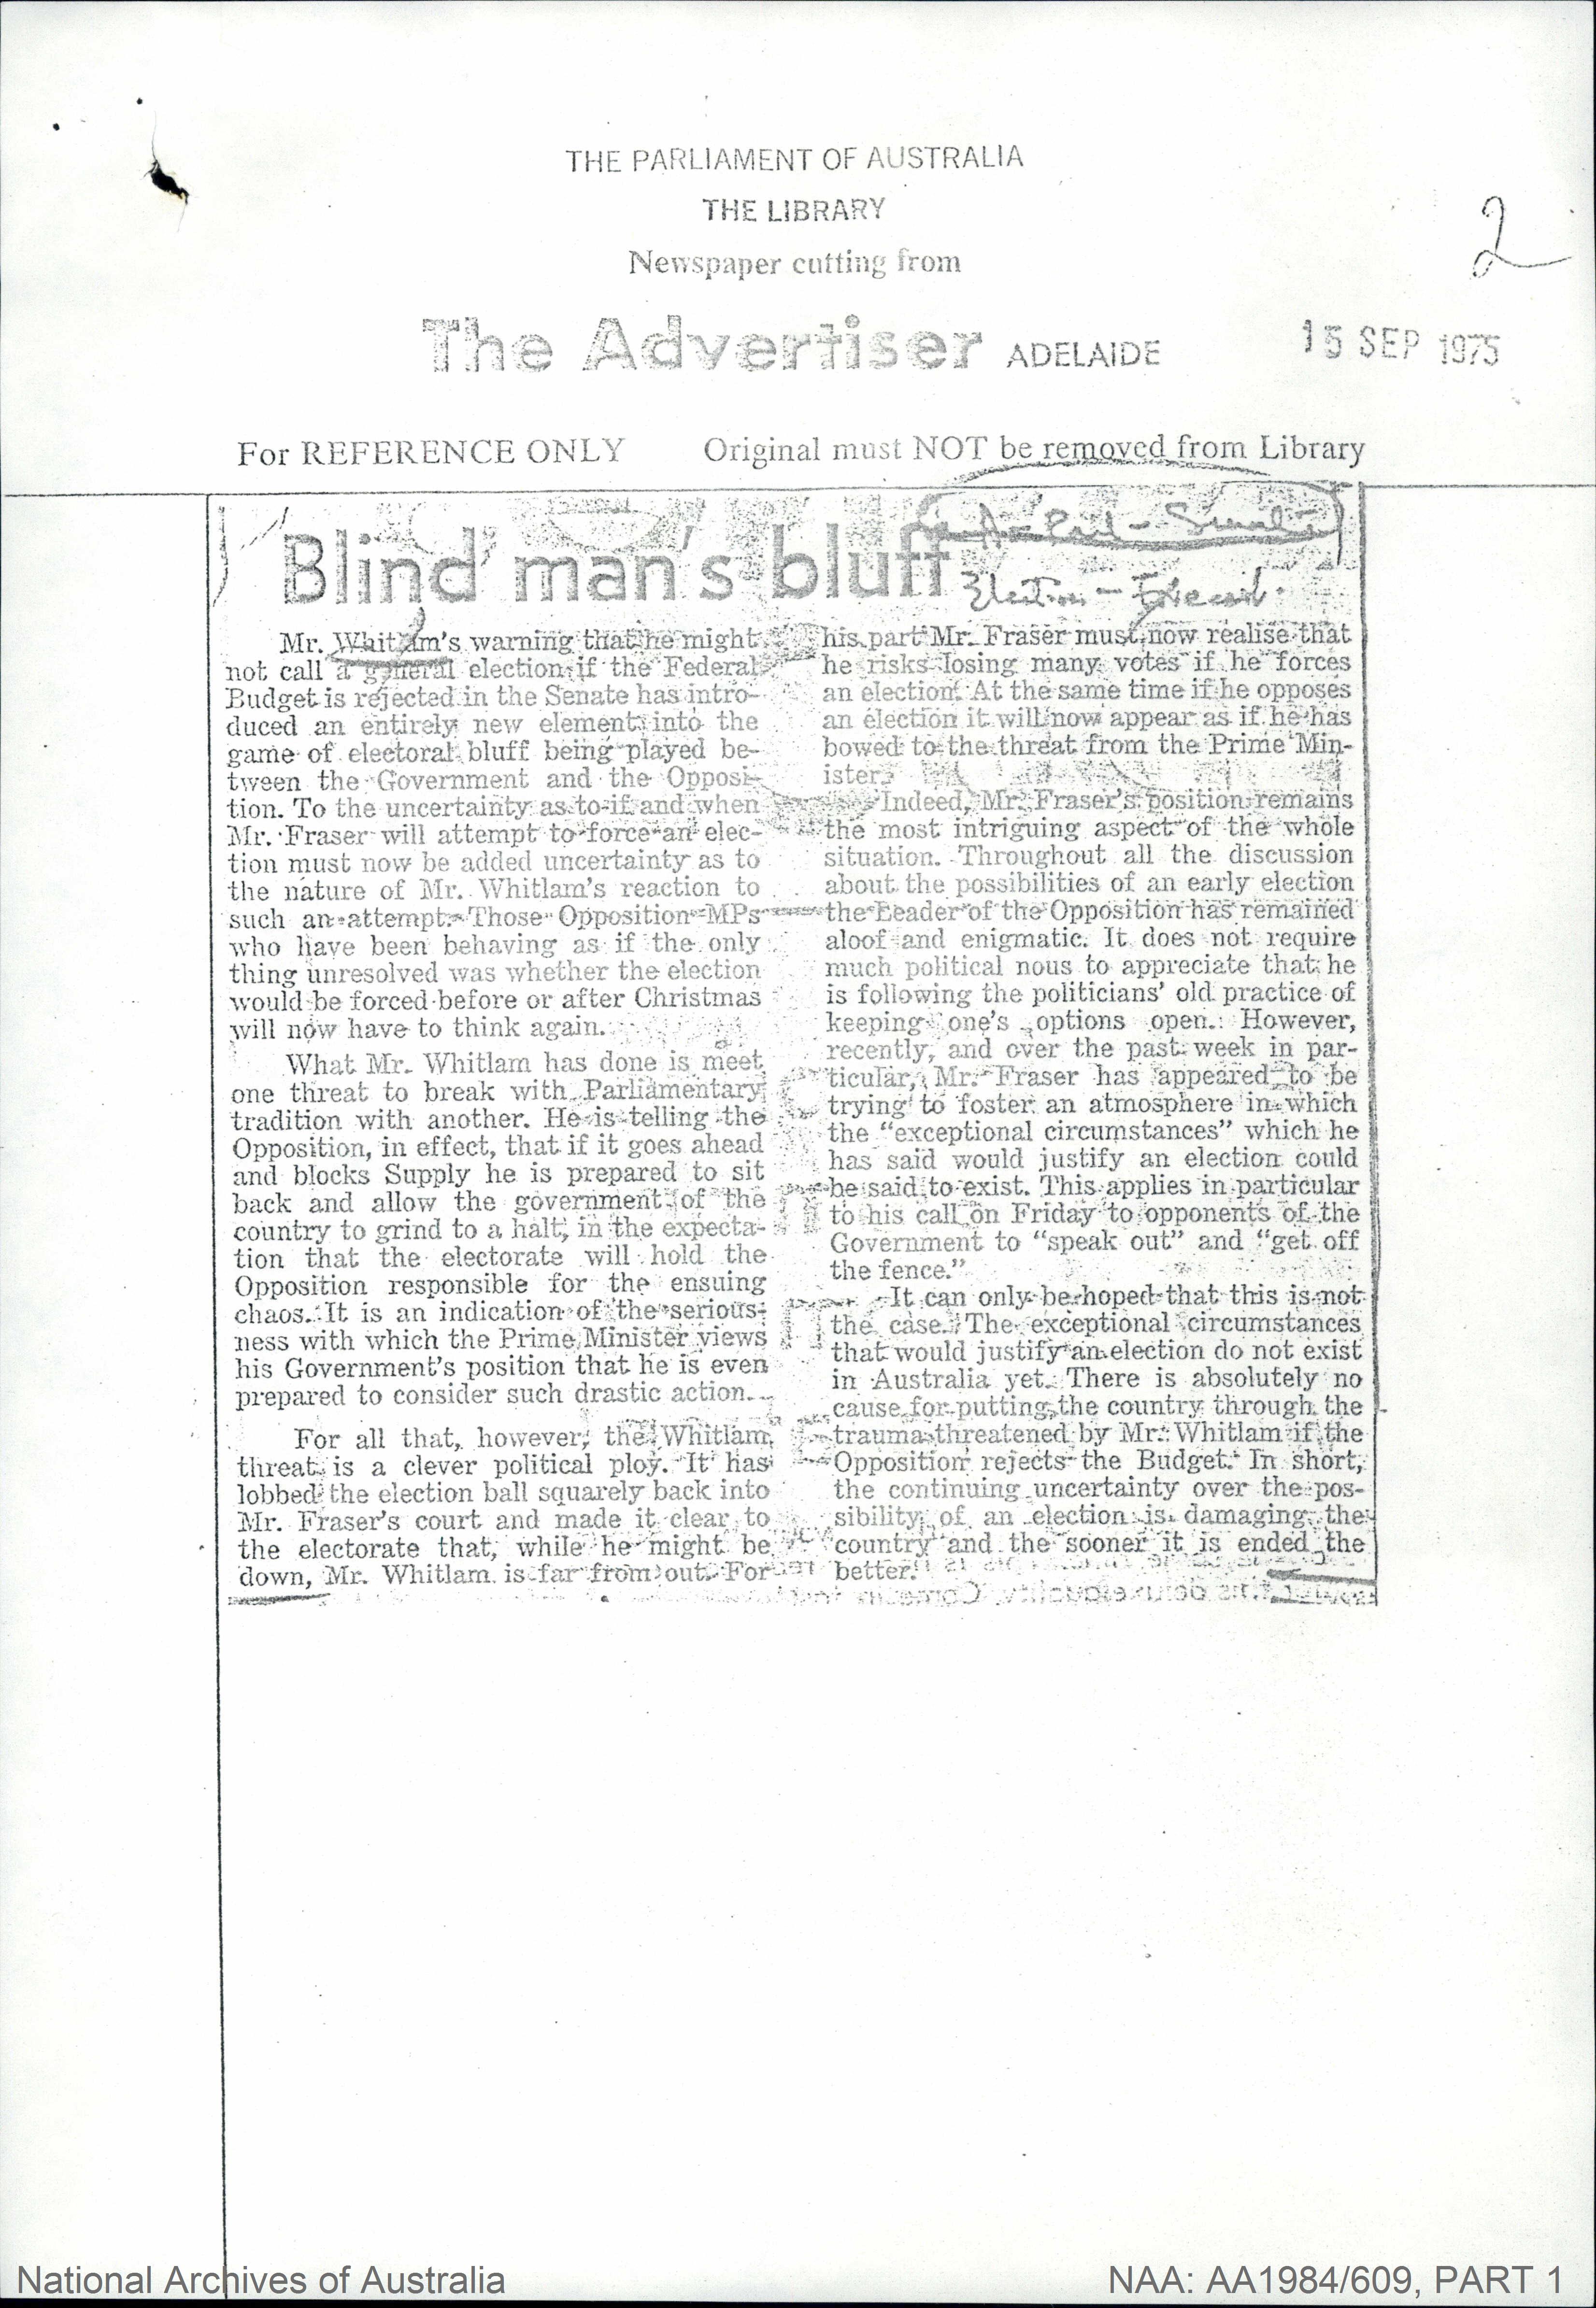 THE PARLIAMENT OF AUSTRALIA
THE LIBRARY
2
Newspaper cutting from
The Advertiser ADELAIDE
15 SEP 1975
For REFERENCE ONLY Original must NOT be removed from Library
Blind man's bluff
Election -
Mr. Whitlam's warning that he might
not call a general election if the Federal
Budget is rejected in the Senate has intro-
duced an entirely new element into the
game of electoral bluff being played be-
tween the Government and the Opposi-
tion. To the uncertainty as to if and when
Mr. Fraser will attempt to force an elec-
tion must now be added uncertainty as to
the nature of Mr. Whitlam's reaction to
such an attempt. Those Opposition MPs
who have been behaving as if the only
thing unresolved was whether the election
would be forced before or after Christmas
will now have to think again.
What Mr. Whitlam has done is meet
one threat to break with Parliamentary
tradition with another. He is telling the
Opposition, in effect, that if it goes ahead
and blocks Supply he is prepared to sit
back and allow the government of the
country to grind to a halt, in the expecta-
tion that the electorate will hold the
Opposition responsible for the ensuing
chaos. It is an indication of the serious-
ness with which the Prime Minister views
his Government's position that he is even
prepared to consider such drastic action.
For all that, however, the Whitlam
threat is a clever political ploy. It has
lobbed the election ball squarely back into
Mr. Fraser's court and made it clear to
the electorate that, while he might be
down, Mr. Whitlam is far from out. For
his part Mr. Fraser must now realise that
he risks losing many votes if he forces
an election. At the same time if he opposes
an election it will now appear as if he has
bowed to the threat from the Prime Min-
ister.
Indeed, Mr. Fraser's position remains
the most intriguing aspect of the whole
situation. Throughout all the discussion
about the possibilities of an early election
the Leader of the Opposition has remained
aloof and enigmatic. It does not require
much political nous to appreciate that he
is following the politicians' old practice of
keeping one's options open. However,
recently, and over the past week in par-
ticular, Mr. Fraser has appeared to be
trying to foster an atmosphere in which
the "exceptional circumstances" which he
has said would justify an election could
be said to exist. This applies in particular
to his call on Friday to opponents of the
Government to "speak out" and "get off
the fence."
It can only be hoped that this is not
the case. The exceptional circumstances
that would justify an election do not exist
in Australia yet. There is absolutely no
cause for putting the country through the
trauma threatened by Mr. Whitlam if the
Opposition rejects the Budget. In short,
the continuing uncertainty over the pos-
sibility of an election is damaging the
country and the sooner it is ended the
better.
National Archives of Australia
NAA: AA1984/609, PART 1